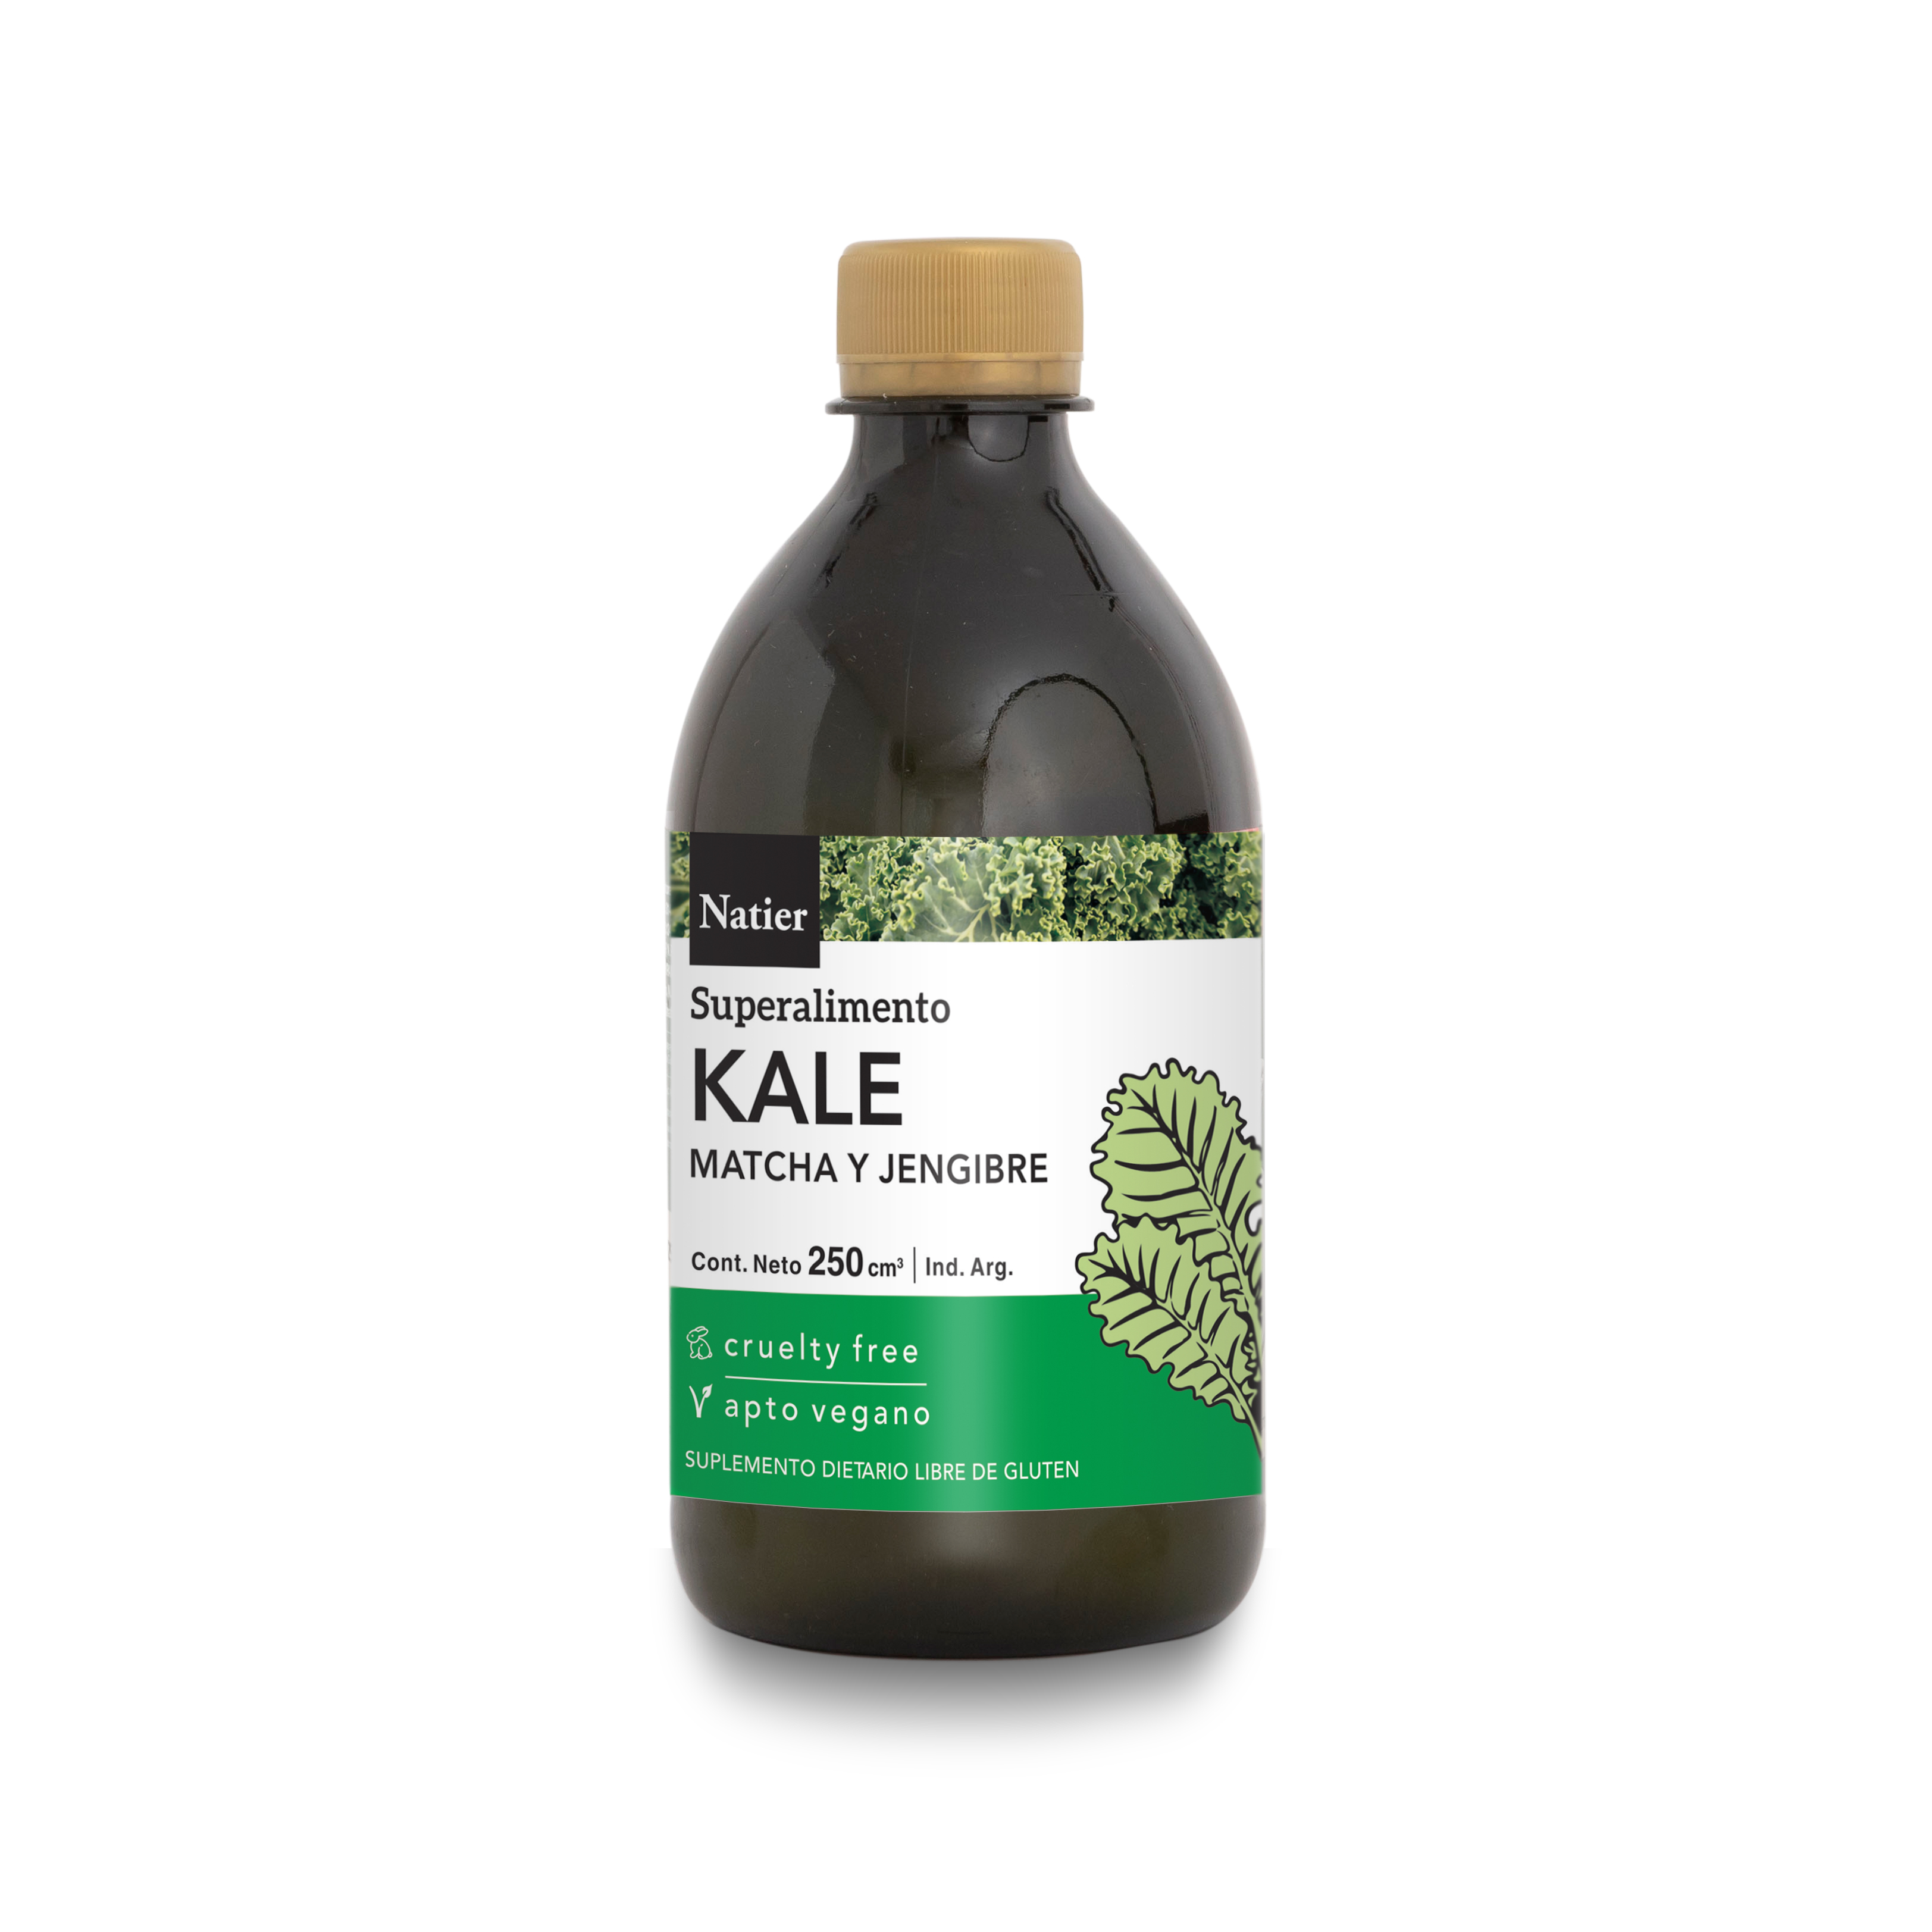 Natier
Superalimento
KALE
MATCHA Y JENGIBRE
Cont. Neto 250 cm³ | Ind. Arg.
cruelty free
apto vegano
SUPLEMENTO DIETARIO LIBRE DE GLUTEN